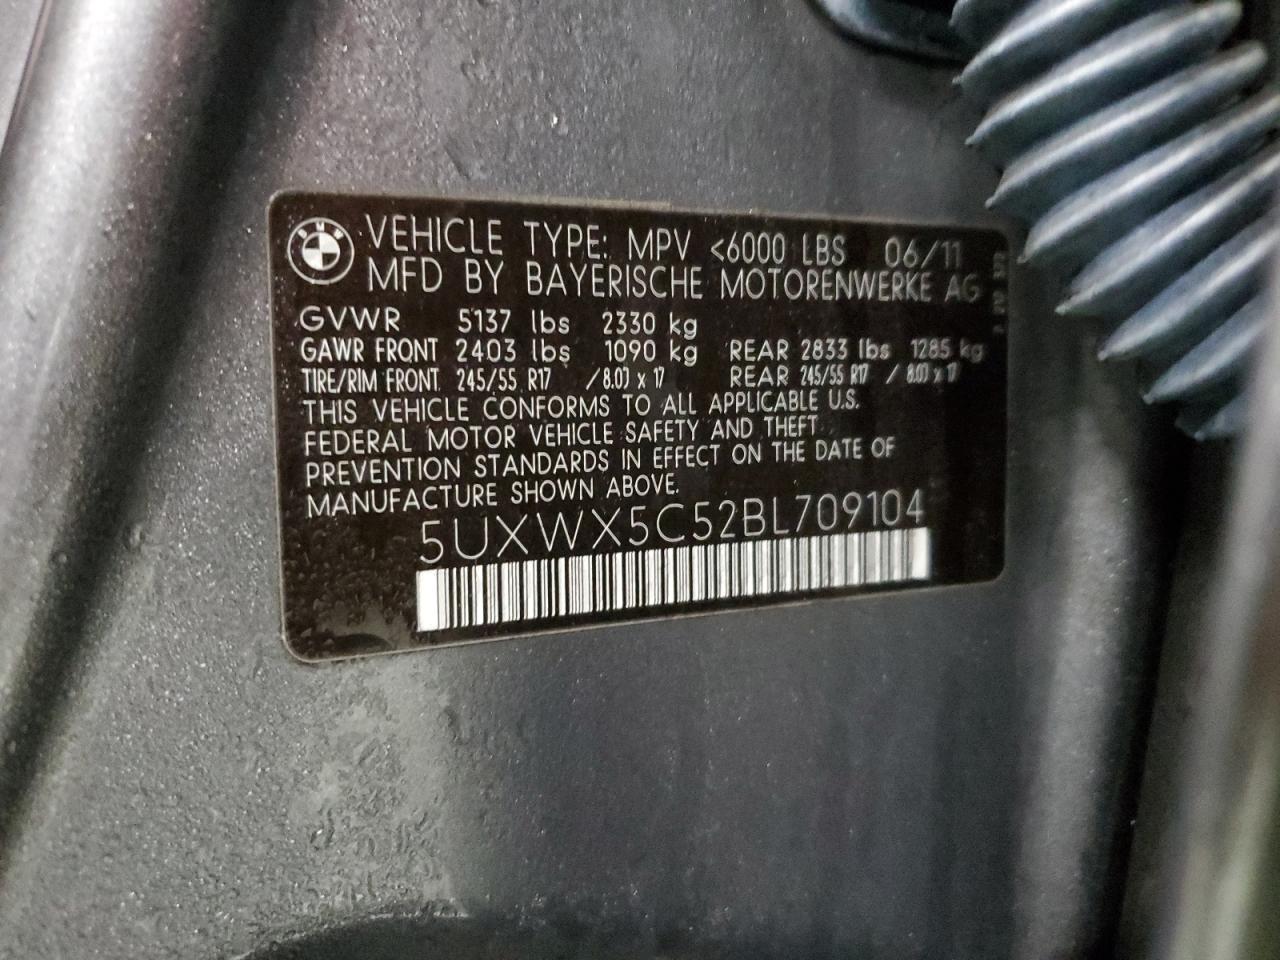 BMW
VEHICLE TYPE: MPV <6000 LBS 06/11
MFD BY BAYERISCHE MOTORENWERKE AG
GVWR 5137 lbs 2330 kg
GAWR FRONT 2403 lbs 1090 kg REAR 2833 lbs 1285 kg
TIRE/RIM FRONT 245/55 R17 / 8.0J x 17 REAR 245/55 R17 / 8.0J x 17
THIS VEHICLE CONFORMS TO ALL APPLICABLE U.S.
FEDERAL MOTOR VEHICLE SAFETY AND THEFT
PREVENTION STANDARDS IN EFFECT ON THE DATE OF
MANUFACTURE SHOWN ABOVE.
5UXWX5C52BL709104